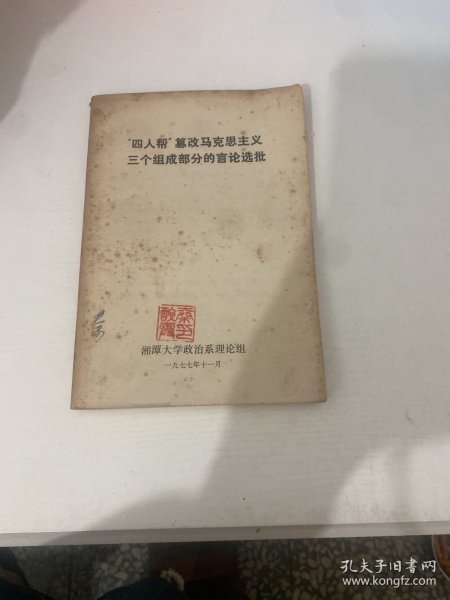 “四人帮”篡改马克思主义
三个组成部分的言论选批
湘潭大学政治系理论组
一九七七年十一月
孔夫子旧书网
www.kongfz.com